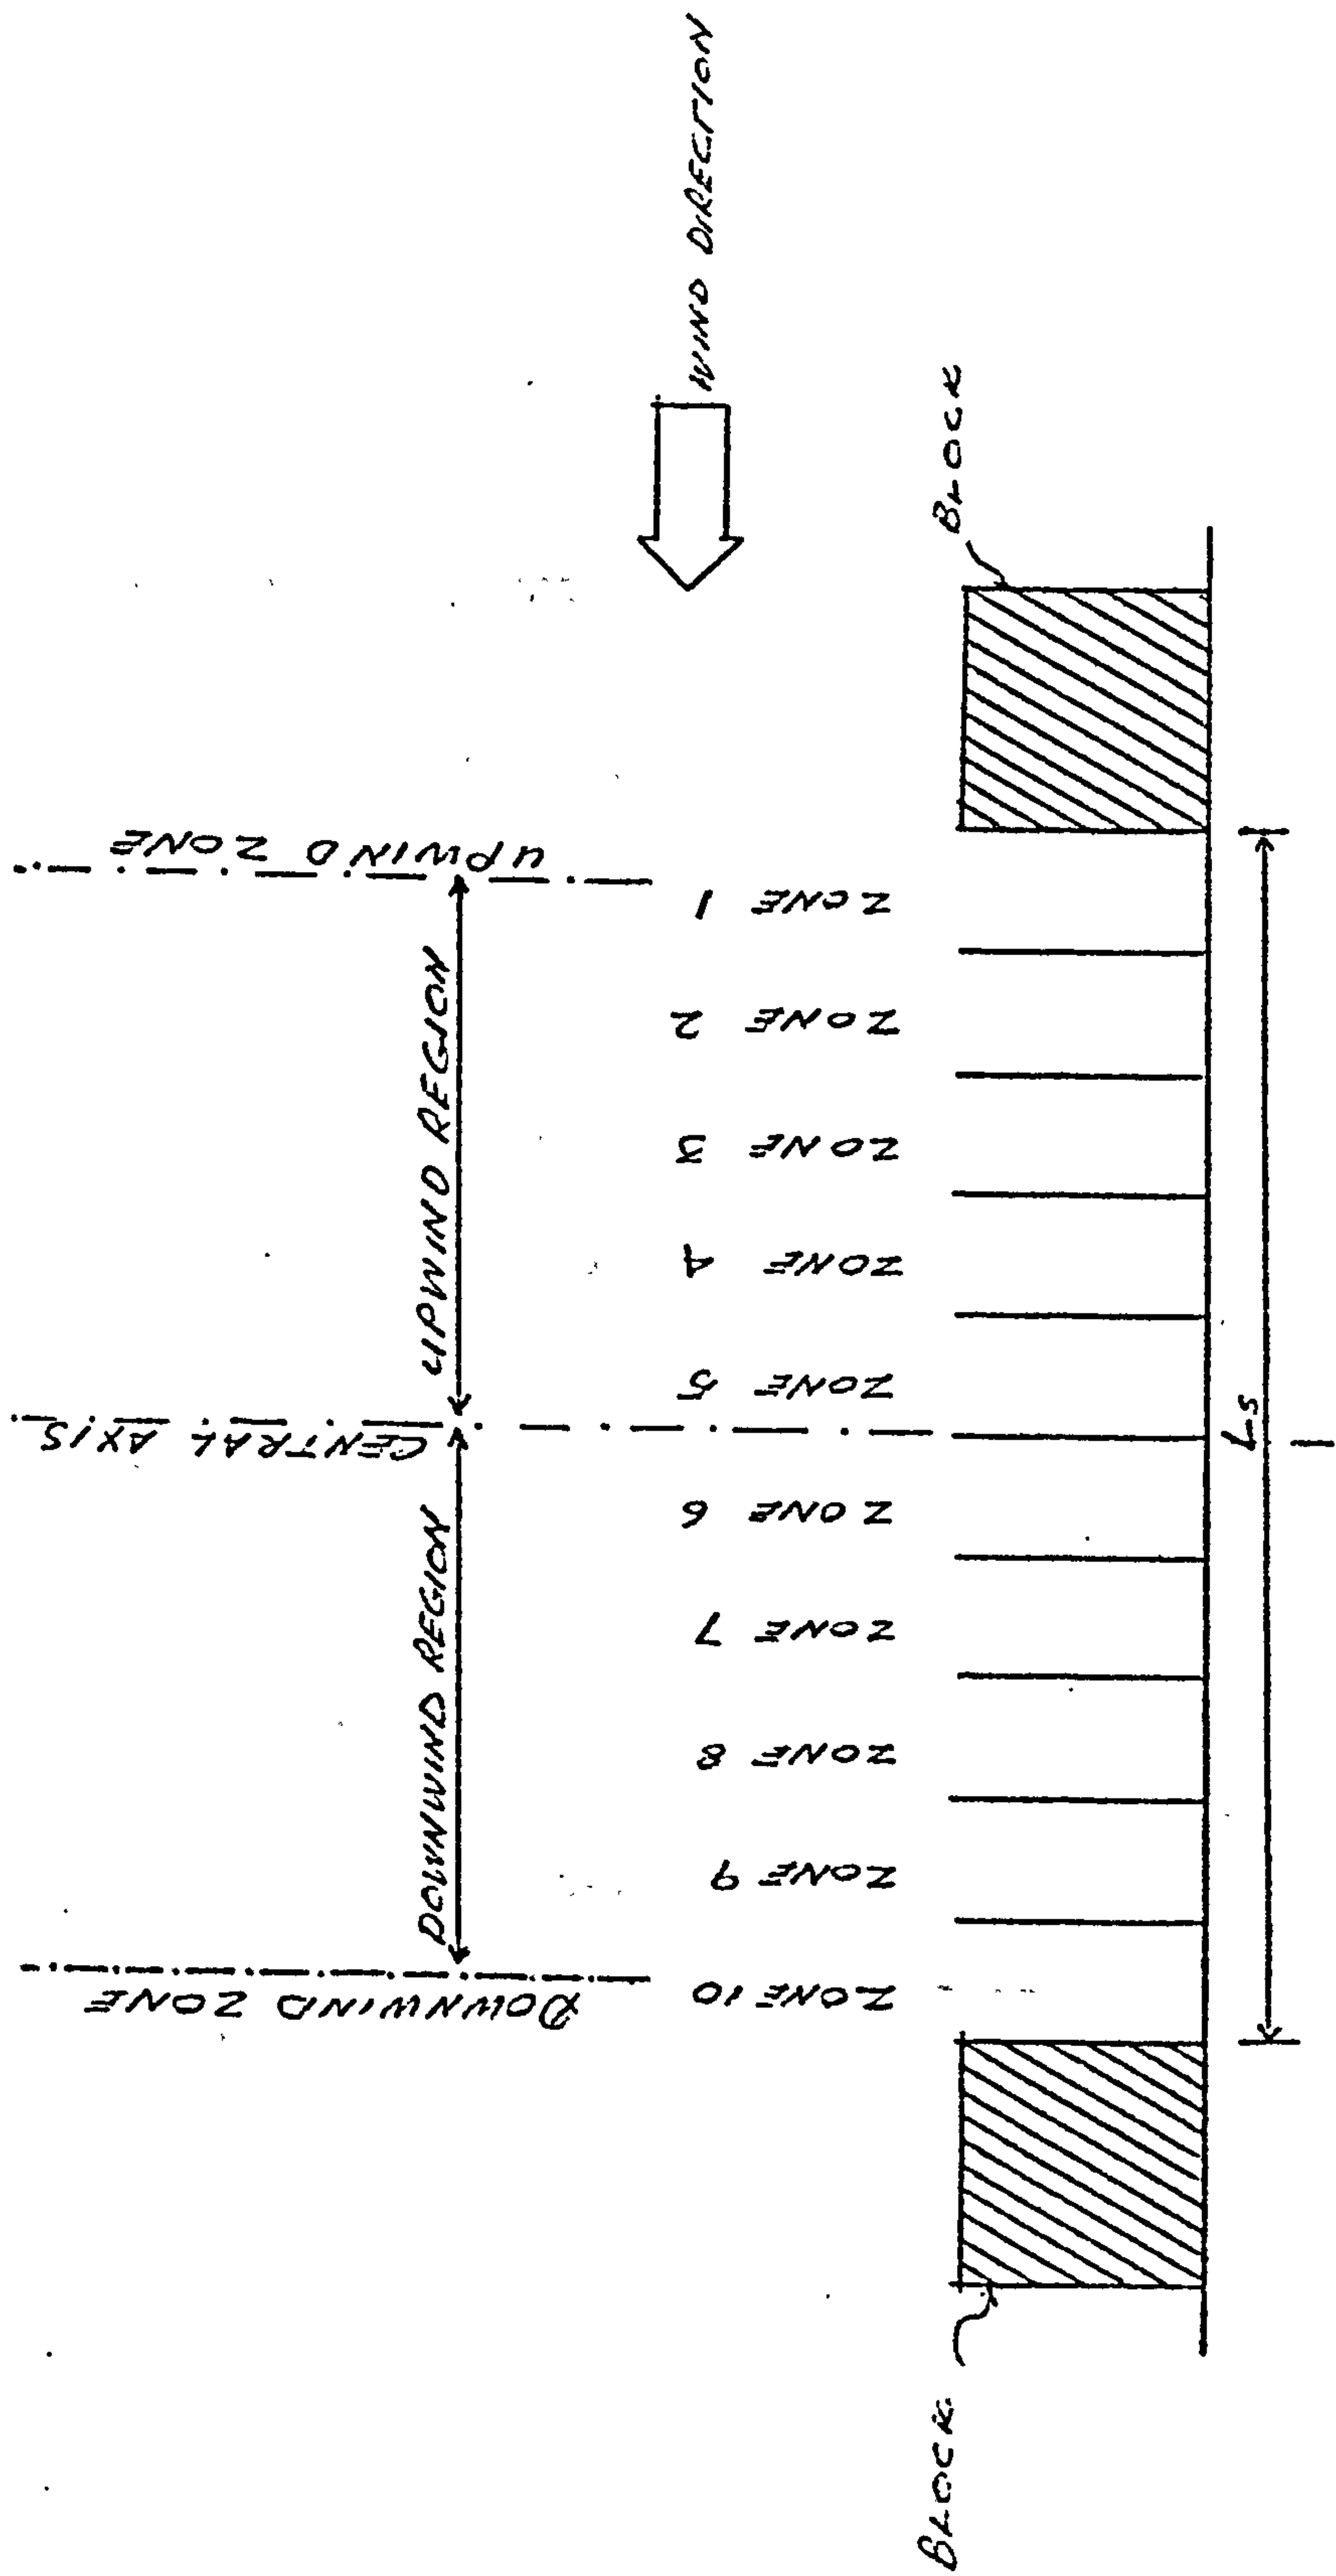 WIND DIRECTION
DOWNWIND ZONE
CENTRAL AXIS
UPWIND ZONE
DOWNWIND REGION
UPWIND REGION
ZONE 10
ZONE 9
ZONE 8
ZONE 7
ZONE 6
ZONE 5
ZONE 4
ZONE 3
ZONE 2
ZONE 1
BLOCK
BLOCK
Ls